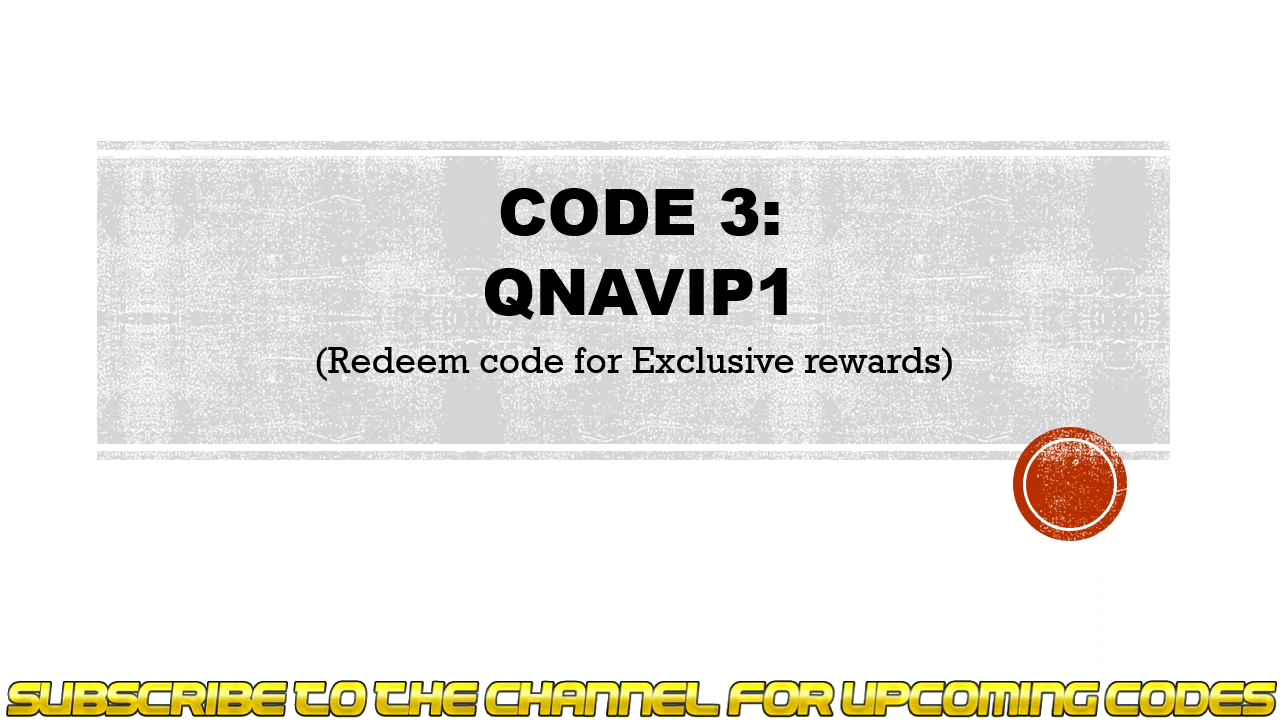 CODE 3:
QNAVIP1
(Redeem code for Exclusive rewards)
SUBSCRIBE TO THE CHANNEL FOR UPCOMING CODES